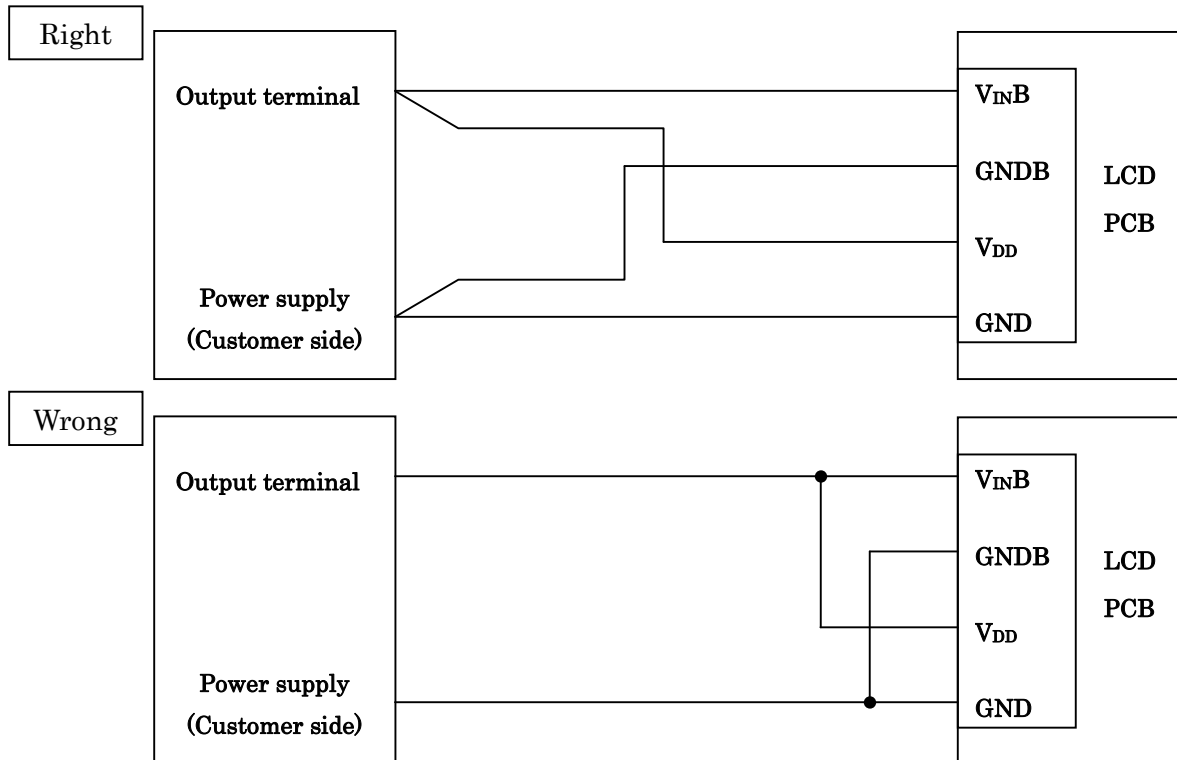 Right
Output terminal
Power supply
(Customer side)
VINB
GNDB
VDD
GND
LCD
PCB
Wrong
Output terminal
Power supply
(Customer side)
VINB
GNDB
VDD
GND
LCD
PCB